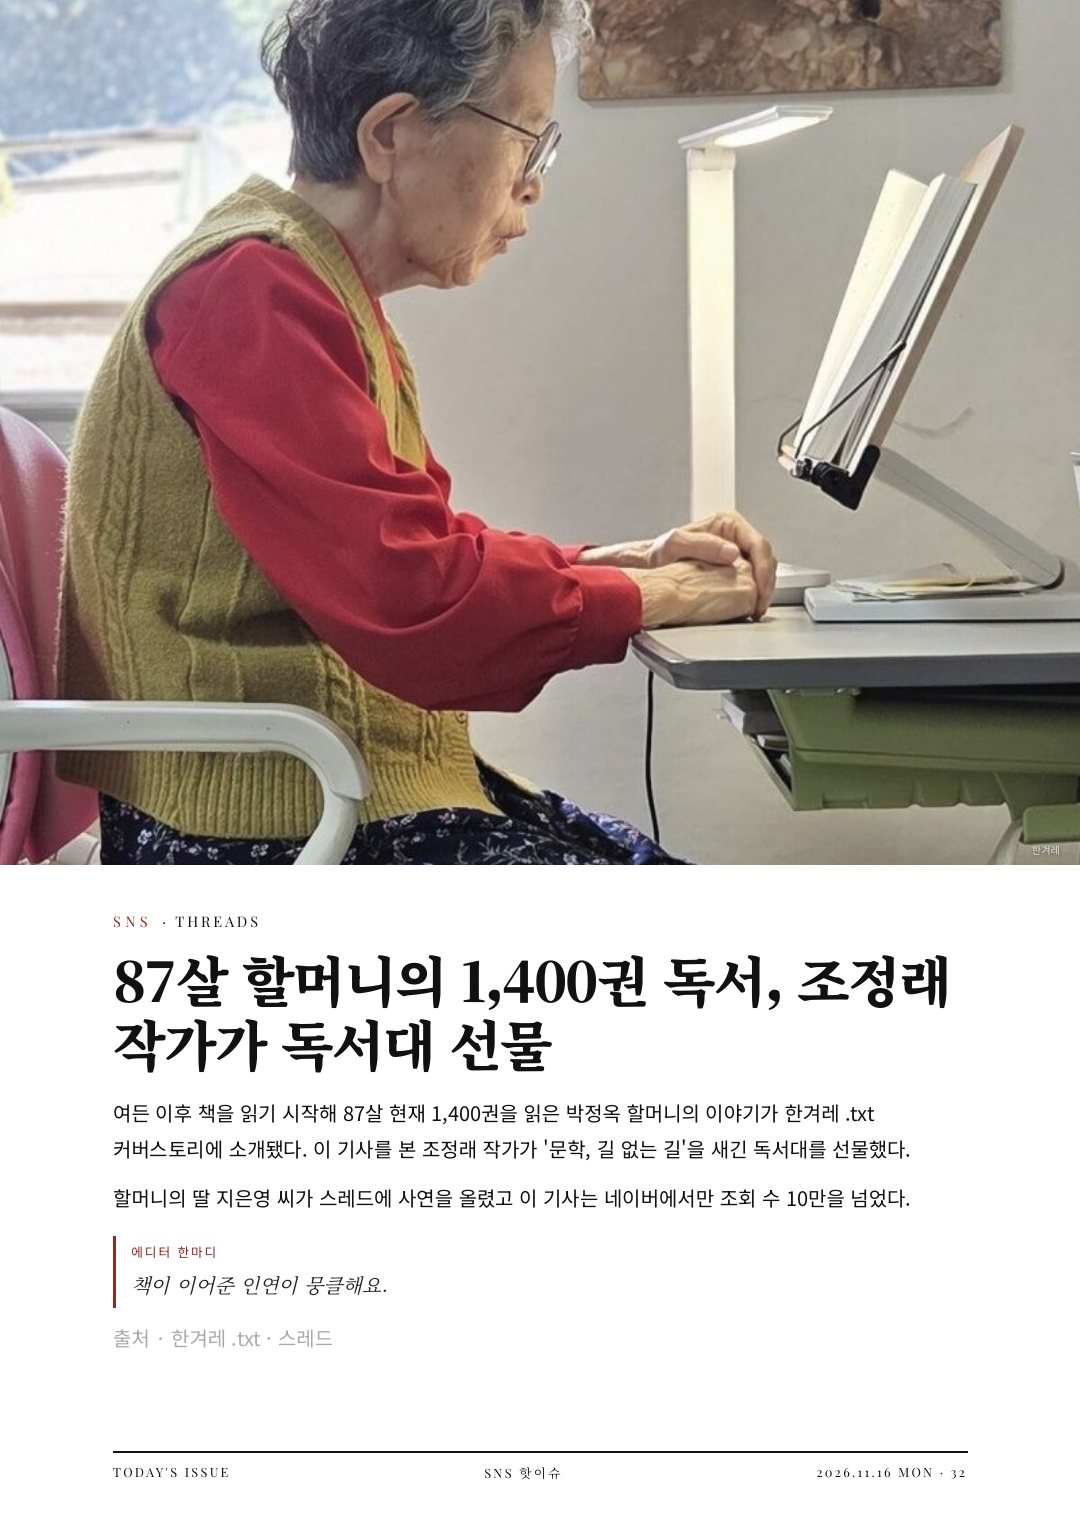 한겨레
SNS · THREADS
87살 할머니의 1,400권 독서, 조정래
작가가 독서대 선물
여든 이후 책을 읽기 시작해 87살 현재 1,400권을 읽은 박정옥 할머니의 이야기가 한겨레 .txt
커버스토리에 소개됐다. 이 기사를 본 조정래 작가가 '문학, 길 없는 길'을 새긴 독서대를 선물했다.
할머니의 딸 지은영 씨가 스레드에 사연을 올렸고 이 기사는 네이버에서만 조회 수 10만을 넘었다.
에디터 한마디
책이 이어준 인연이 뭉클해요.
출처 · 한겨레 .txt · 스레드
TODAY'S ISSUE
SNS 핫이슈
2026.11.16 MON · 32